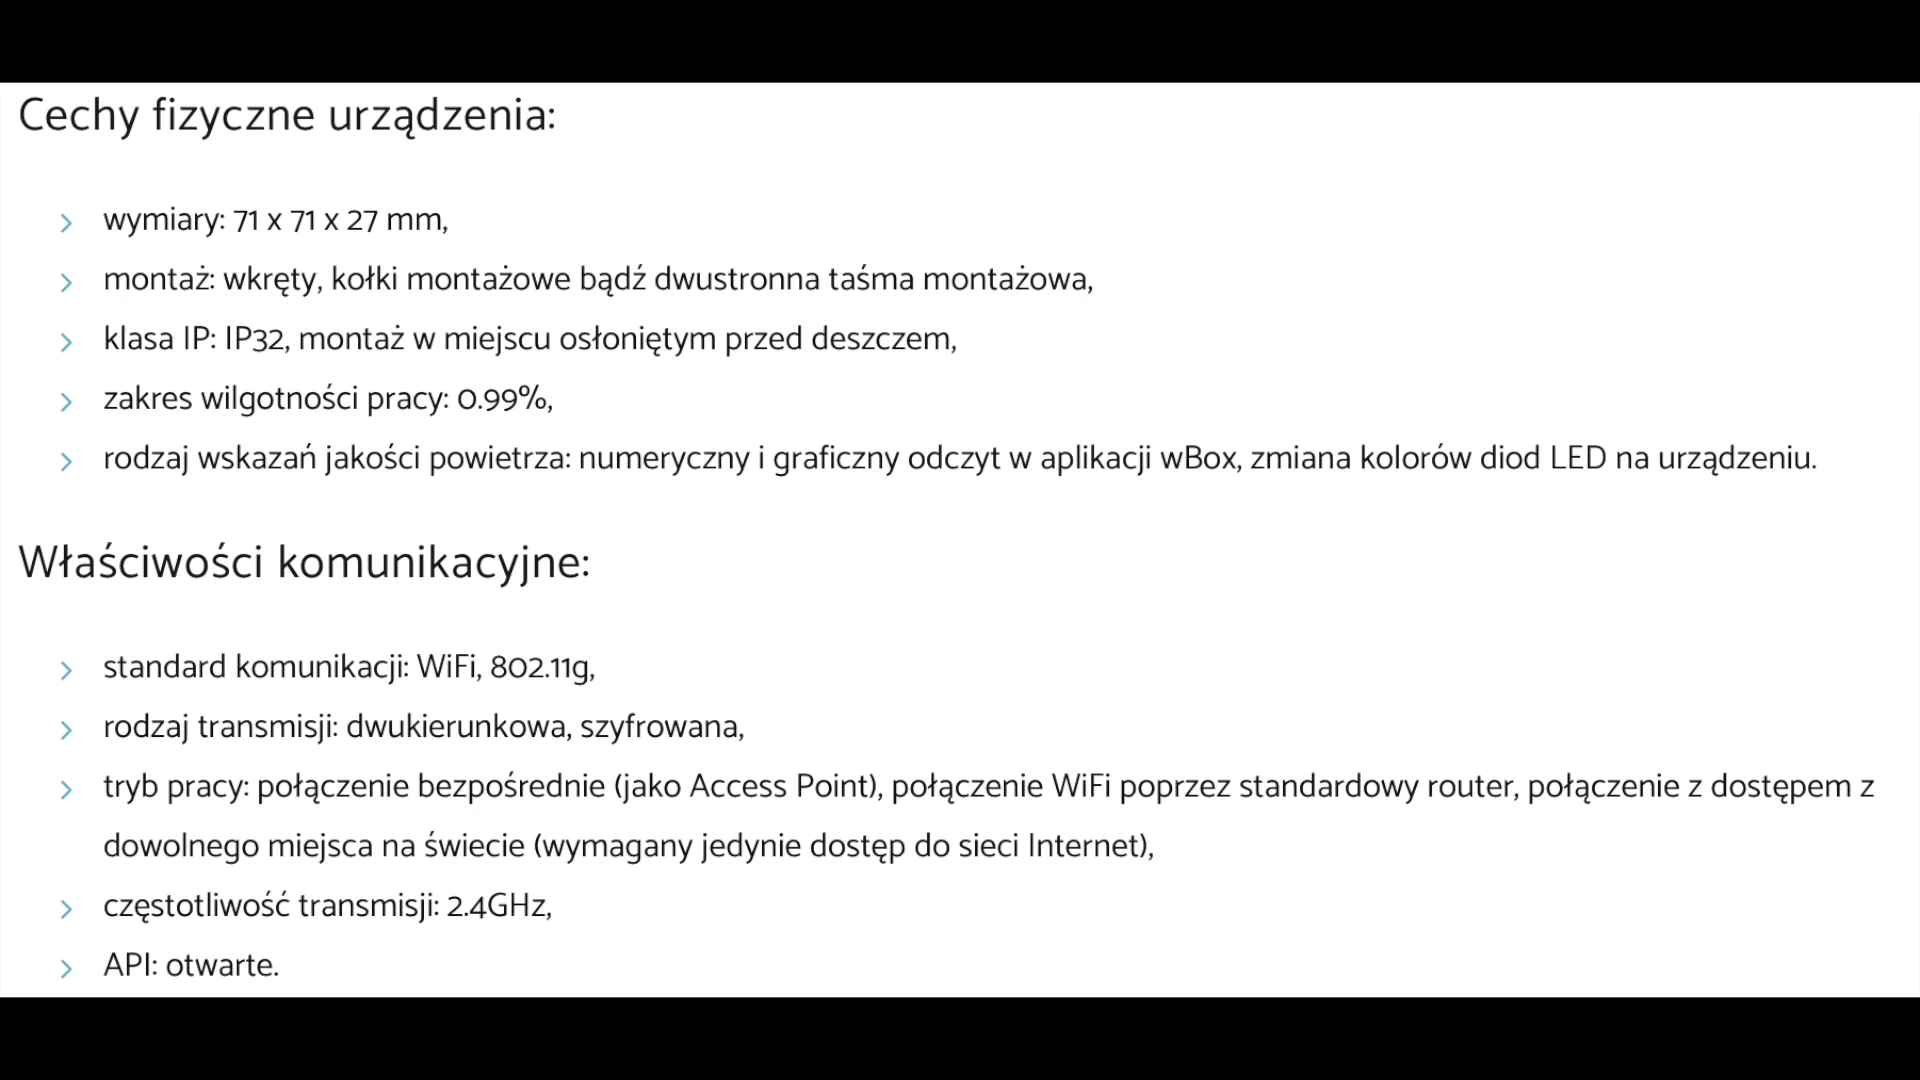 Cechy fizyczne urządzenia:
wymiary: 71 x 71 x 27 mm,
montaż: wkręty, kołki montażowe bądź dwustronna taśma montażowa,
klasa IP: IP32, montaż w miejscu osłoniętym przed deszczem,
zakres wilgotności pracy: 0.99%,
rodzaj wskazań jakości powietrza: numeryczny i graficzny odczyt w aplikacji wBox, zmiana kolorów diod LED na urządzeniu.
Właściwości komunikacyjne:
standard komunikacji: WiFi, 802.11g,
rodzaj transmisji: dwukierunkowa, szyfrowana,
tryb pracy: połączenie bezpośrednie (jako Access Point), połączenie WiFi poprzez standardowy router, połączenie z dostępem z
dowolnego miejsca na świecie (wymagany jedynie dostęp do sieci Internet),
częstotliwość transmisji: 2.4GHz,
API: otwarte.